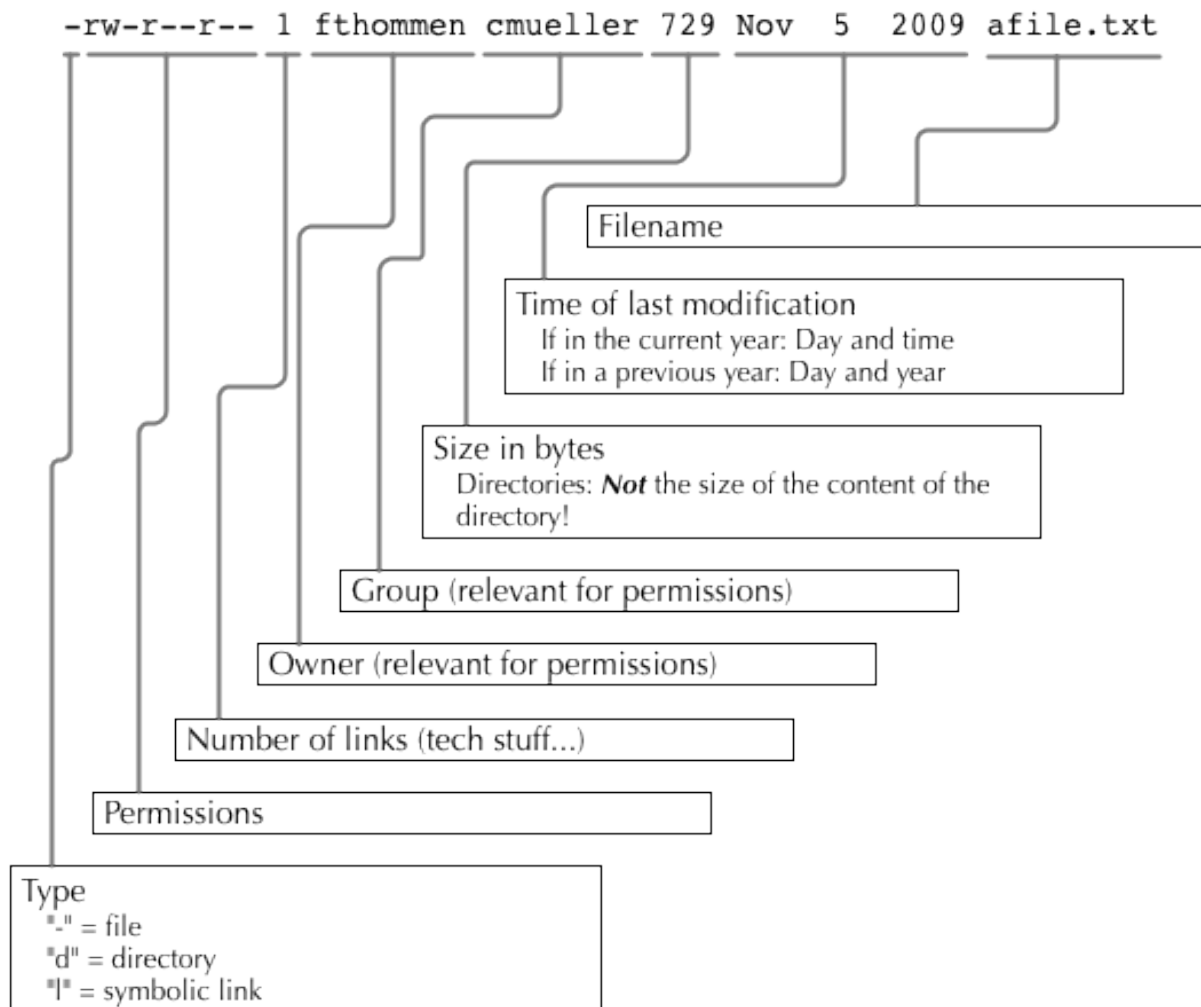 -rw-r--r-- 1 fthommen cmueller 729 Nov 5 2009 afile.txt
Filename
Time of last modification
If in the current year: Day and time
If in a previous year: Day and year
Size in bytes
Directories: Not the size of the content of the
directory!
Group (relevant for permissions)
Owner (relevant for permissions)
Number of links (tech stuff...)
Permissions
Type
"-" = file
"d" = directory
"l" = symbolic link